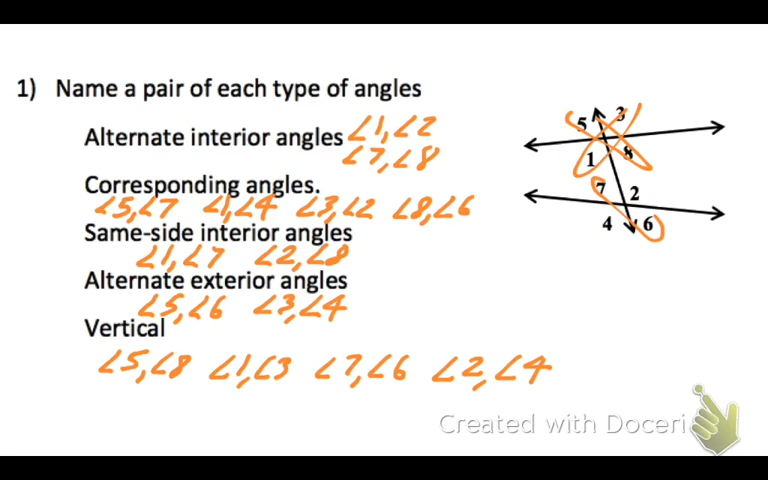 1) Name a pair of each type of angles
Alternate interior angles ∠1,∠2
∠7,∠8
Corresponding angles.
∠5,∠7 ∠1,∠4 ∠3,∠2 ∠8,∠6
Same-side interior angles
∠1,∠7 ∠2,∠8
Alternate exterior angles
∠5,∠6 ∠3,∠4
Vertical
∠5,∠8 ∠1,∠3 ∠7,∠6 ∠2,∠4
5 3
1 8
7 2
4 6
Created with Doceri